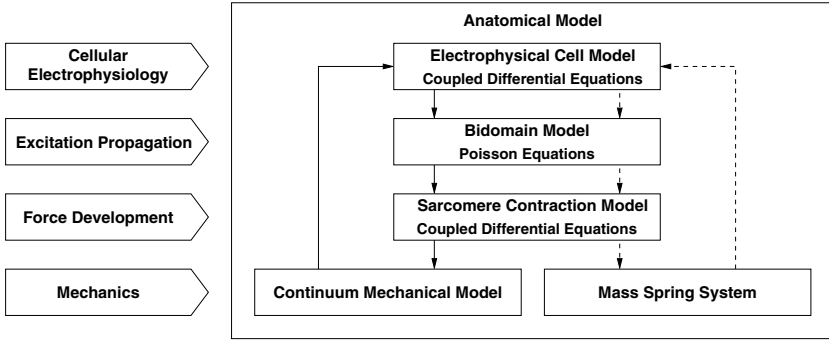 Anatomical Model
Cellular
Electrophysiology
Electrophysical Cell Model
Coupled Differential Equations
Excitation Propagation
Bidomain Model
Poisson Equations
Force Development
Sarcomere Contraction Model
Coupled Differential Equations
Mechanics
Continuum Mechanical Model
Mass Spring System